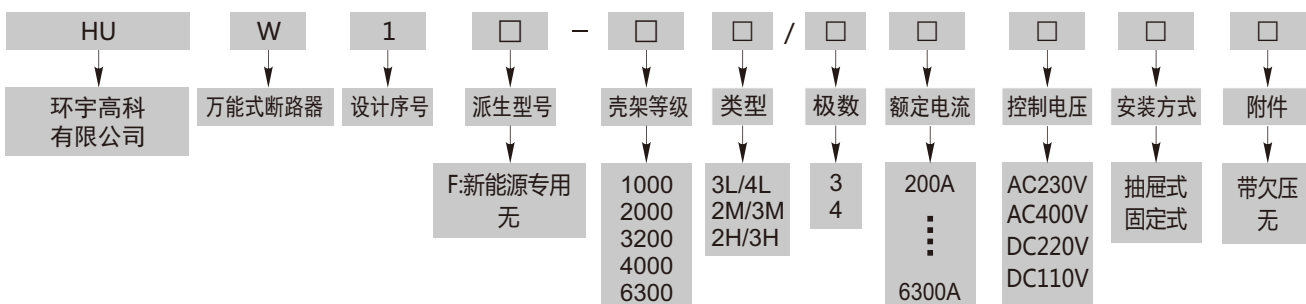 HU W 1 □ - □ □ / □ □ □ □ □
环宇高科
有限公司
万能式断路器
设计序号
派生型号
壳架等级
类型
极数
额定电流
控制电压
安装方式
附件
F:新能源专用
无
1000
2000
3200
4000
6300
3L/4L
2M/3M
2H/3H
3
4
200A
⋮
6300A
AC230V
AC400V
DC220V
DC110V
抽屉式
固定式
带欠压
无